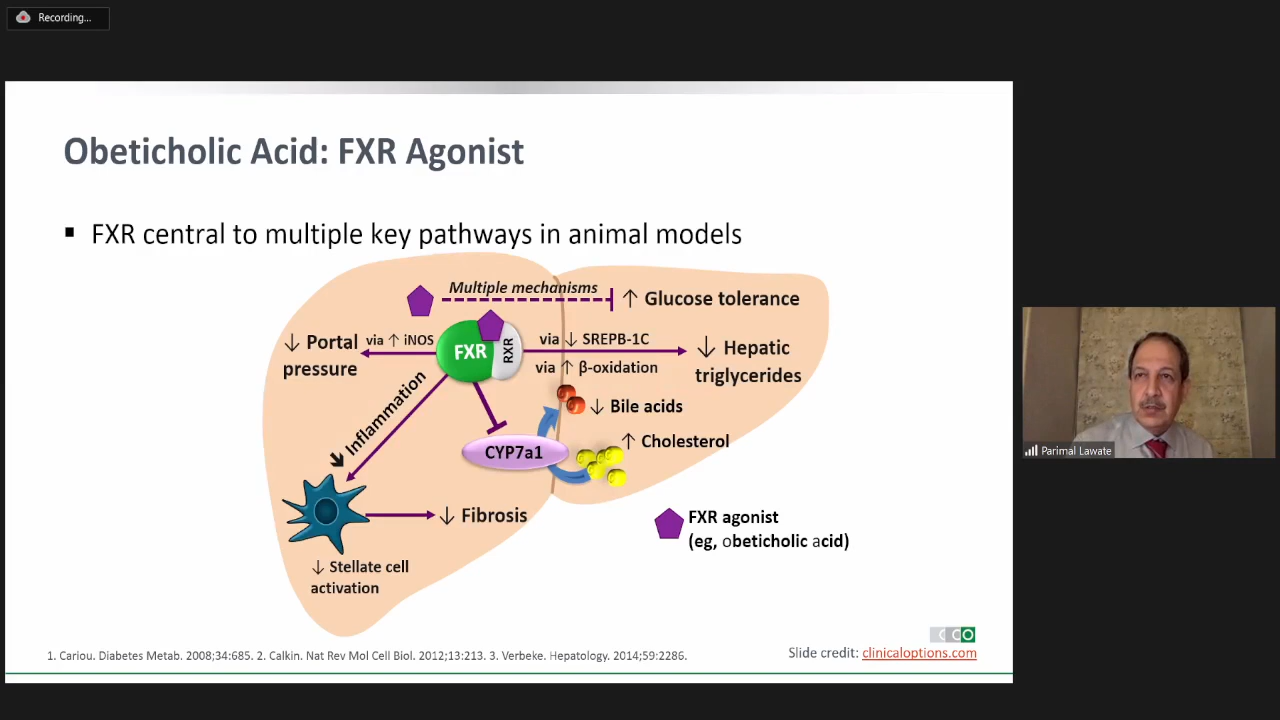 Recording...
Obeticholic Acid: FXR Agonist
▪ FXR central to multiple key pathways in animal models
Multiple mechanisms
↑ Glucose tolerance
↓ Portal
pressure
via ↑ iNOS
FXR
RXR
via ↓ SREPB-1C
via ↑ β-oxidation
↓ Hepatic
triglycerides
Inflammation
↓ Bile acids
↑ Cholesterol
CYP7a1
↓ Fibrosis
↓ Stellate cell
activation
FXR agonist
(eg, obeticholic acid)
Parimal Lawate
CCO
1. Cariou. Diabetes Metab. 2008;34:685. 2. Calkin. Nat Rev Mol Cell Biol. 2012;13:213. 3. Verbeke. Hepatology. 2014;59:2286.
Slide credit: clinicaloptions.com